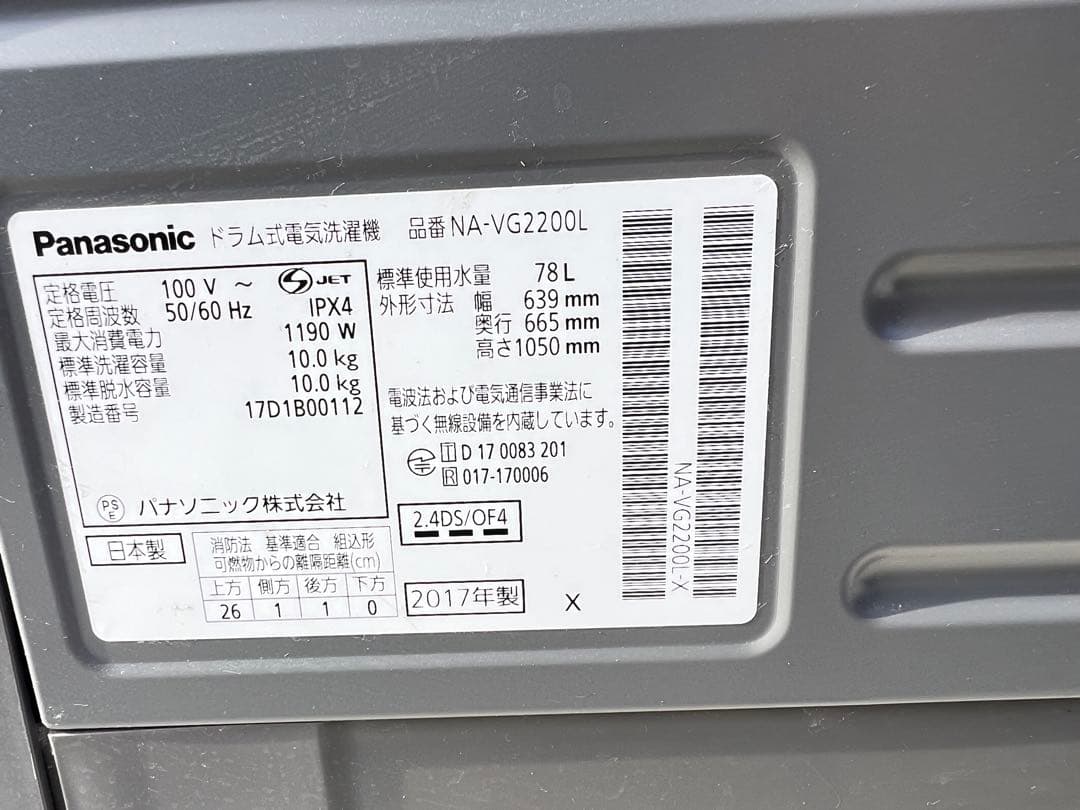 Panasonic ドラム式電気洗濯機 品番 NA-VG2200L
定格電圧 100 V ~ S JET
定格周波数 50/60 Hz IPX4
最大消費電力 1190 W
標準洗濯容量 10.0 kg
標準脱水容量 10.0 kg
製造番号 17D1B00112
PS E パナソニック株式会社
標準使用水量 78 L
外形寸法 幅 639 mm
奥行 665 mm
高さ 1050 mm
電波法および電気通信事業法に
基づく無線設備を内蔵しています。
T D 17 0083 201
R 017-170006
2.4DS/OF4
日本製
消防法 基準適合 組込形
可燃物からの離隔距離(cm)
上方 側方 後方 下方
26 1 1 0
2017年製 X
NA-VG2200L-X